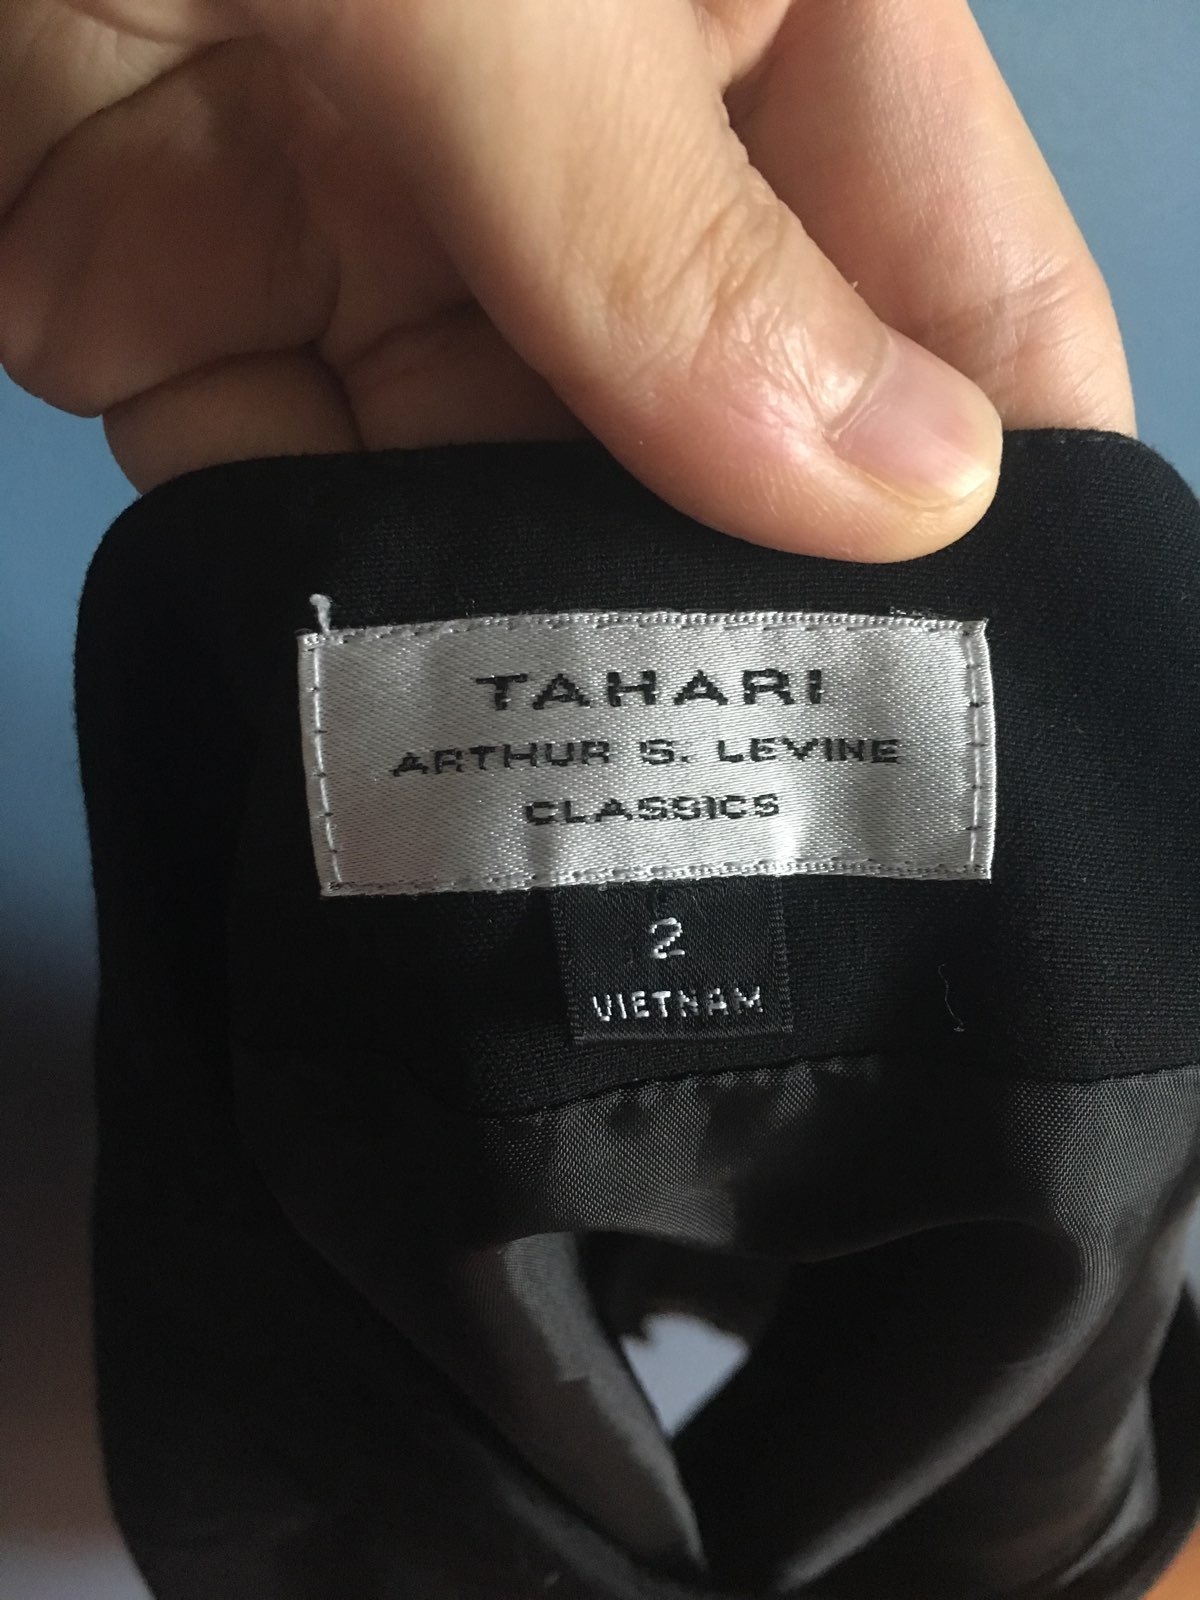 TAHARI
ARTHUR S. LEVINE
CLASSICS
2
VIETNAM